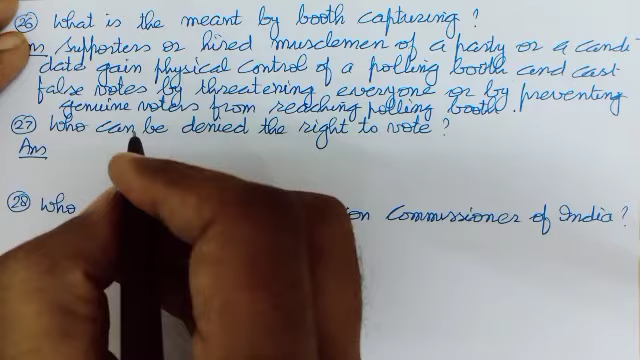 26 What is the meant by booth capturing ?
Ans Supporters or hired musclemen of a party or a candi-
date gain physical control of a polling booth and cast
false votes by threatening everyone or by preventing
genuine voters from reaching polling booth.
27 Who can be denied the right to vote ?
Ans
28 Who ion Commissioner of India ?